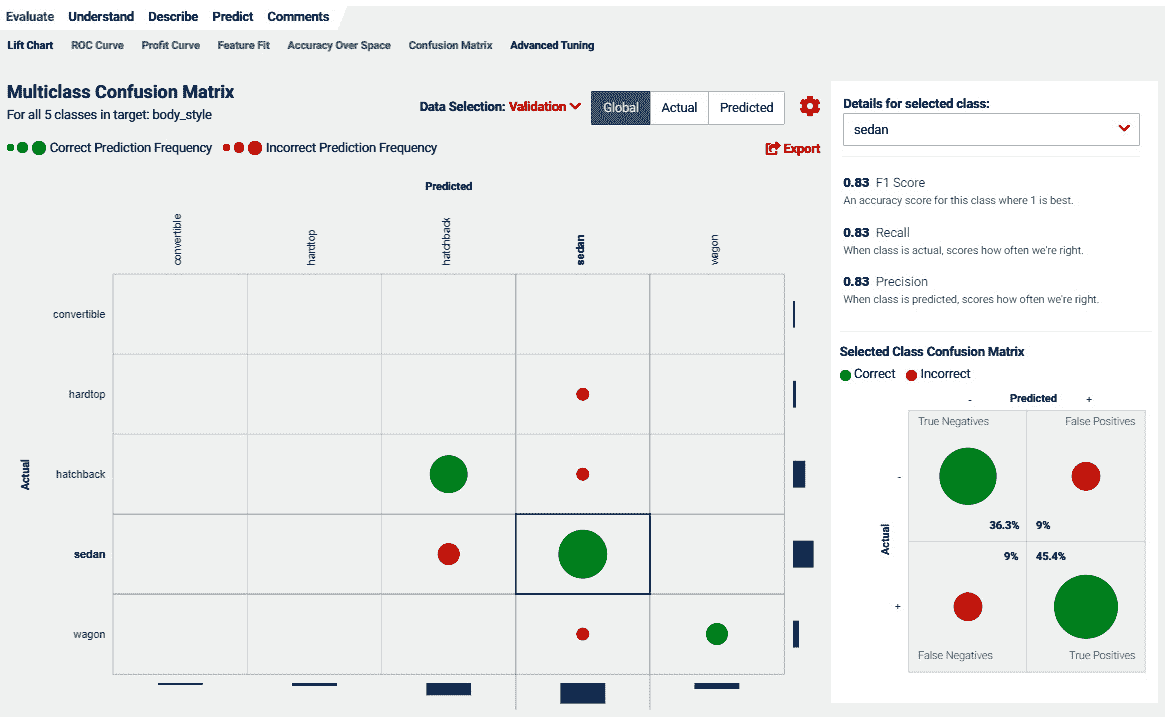 Evaluate Understand Describe Predict Comments
Lift Chart ROC Curve Profit Curve Feature Fit Accuracy Over Space Confusion Matrix Advanced Tuning
Multiclass Confusion Matrix
For all 5 classes in target: body_style
Data Selection: Validation Global Actual Predicted
Correct Prediction Frequency Incorrect Prediction Frequency
Export
Predicted
convertible hardtop hatchback sedan wagon
Actual
convertible
hardtop
hatchback
sedan
wagon
Details for selected class:
sedan
0.83 F1 Score
An accuracy score for this class where 1 is best.
0.83 Recall
When class is actual, scores how often we're right.
0.83 Precision
When class is predicted, scores how often we're right.
Selected Class Confusion Matrix
Correct Incorrect
- Predicted +
True Negatives False Positives
-
36.3% 9%
Actual
9% 45.4%
+
False Negatives True Positives